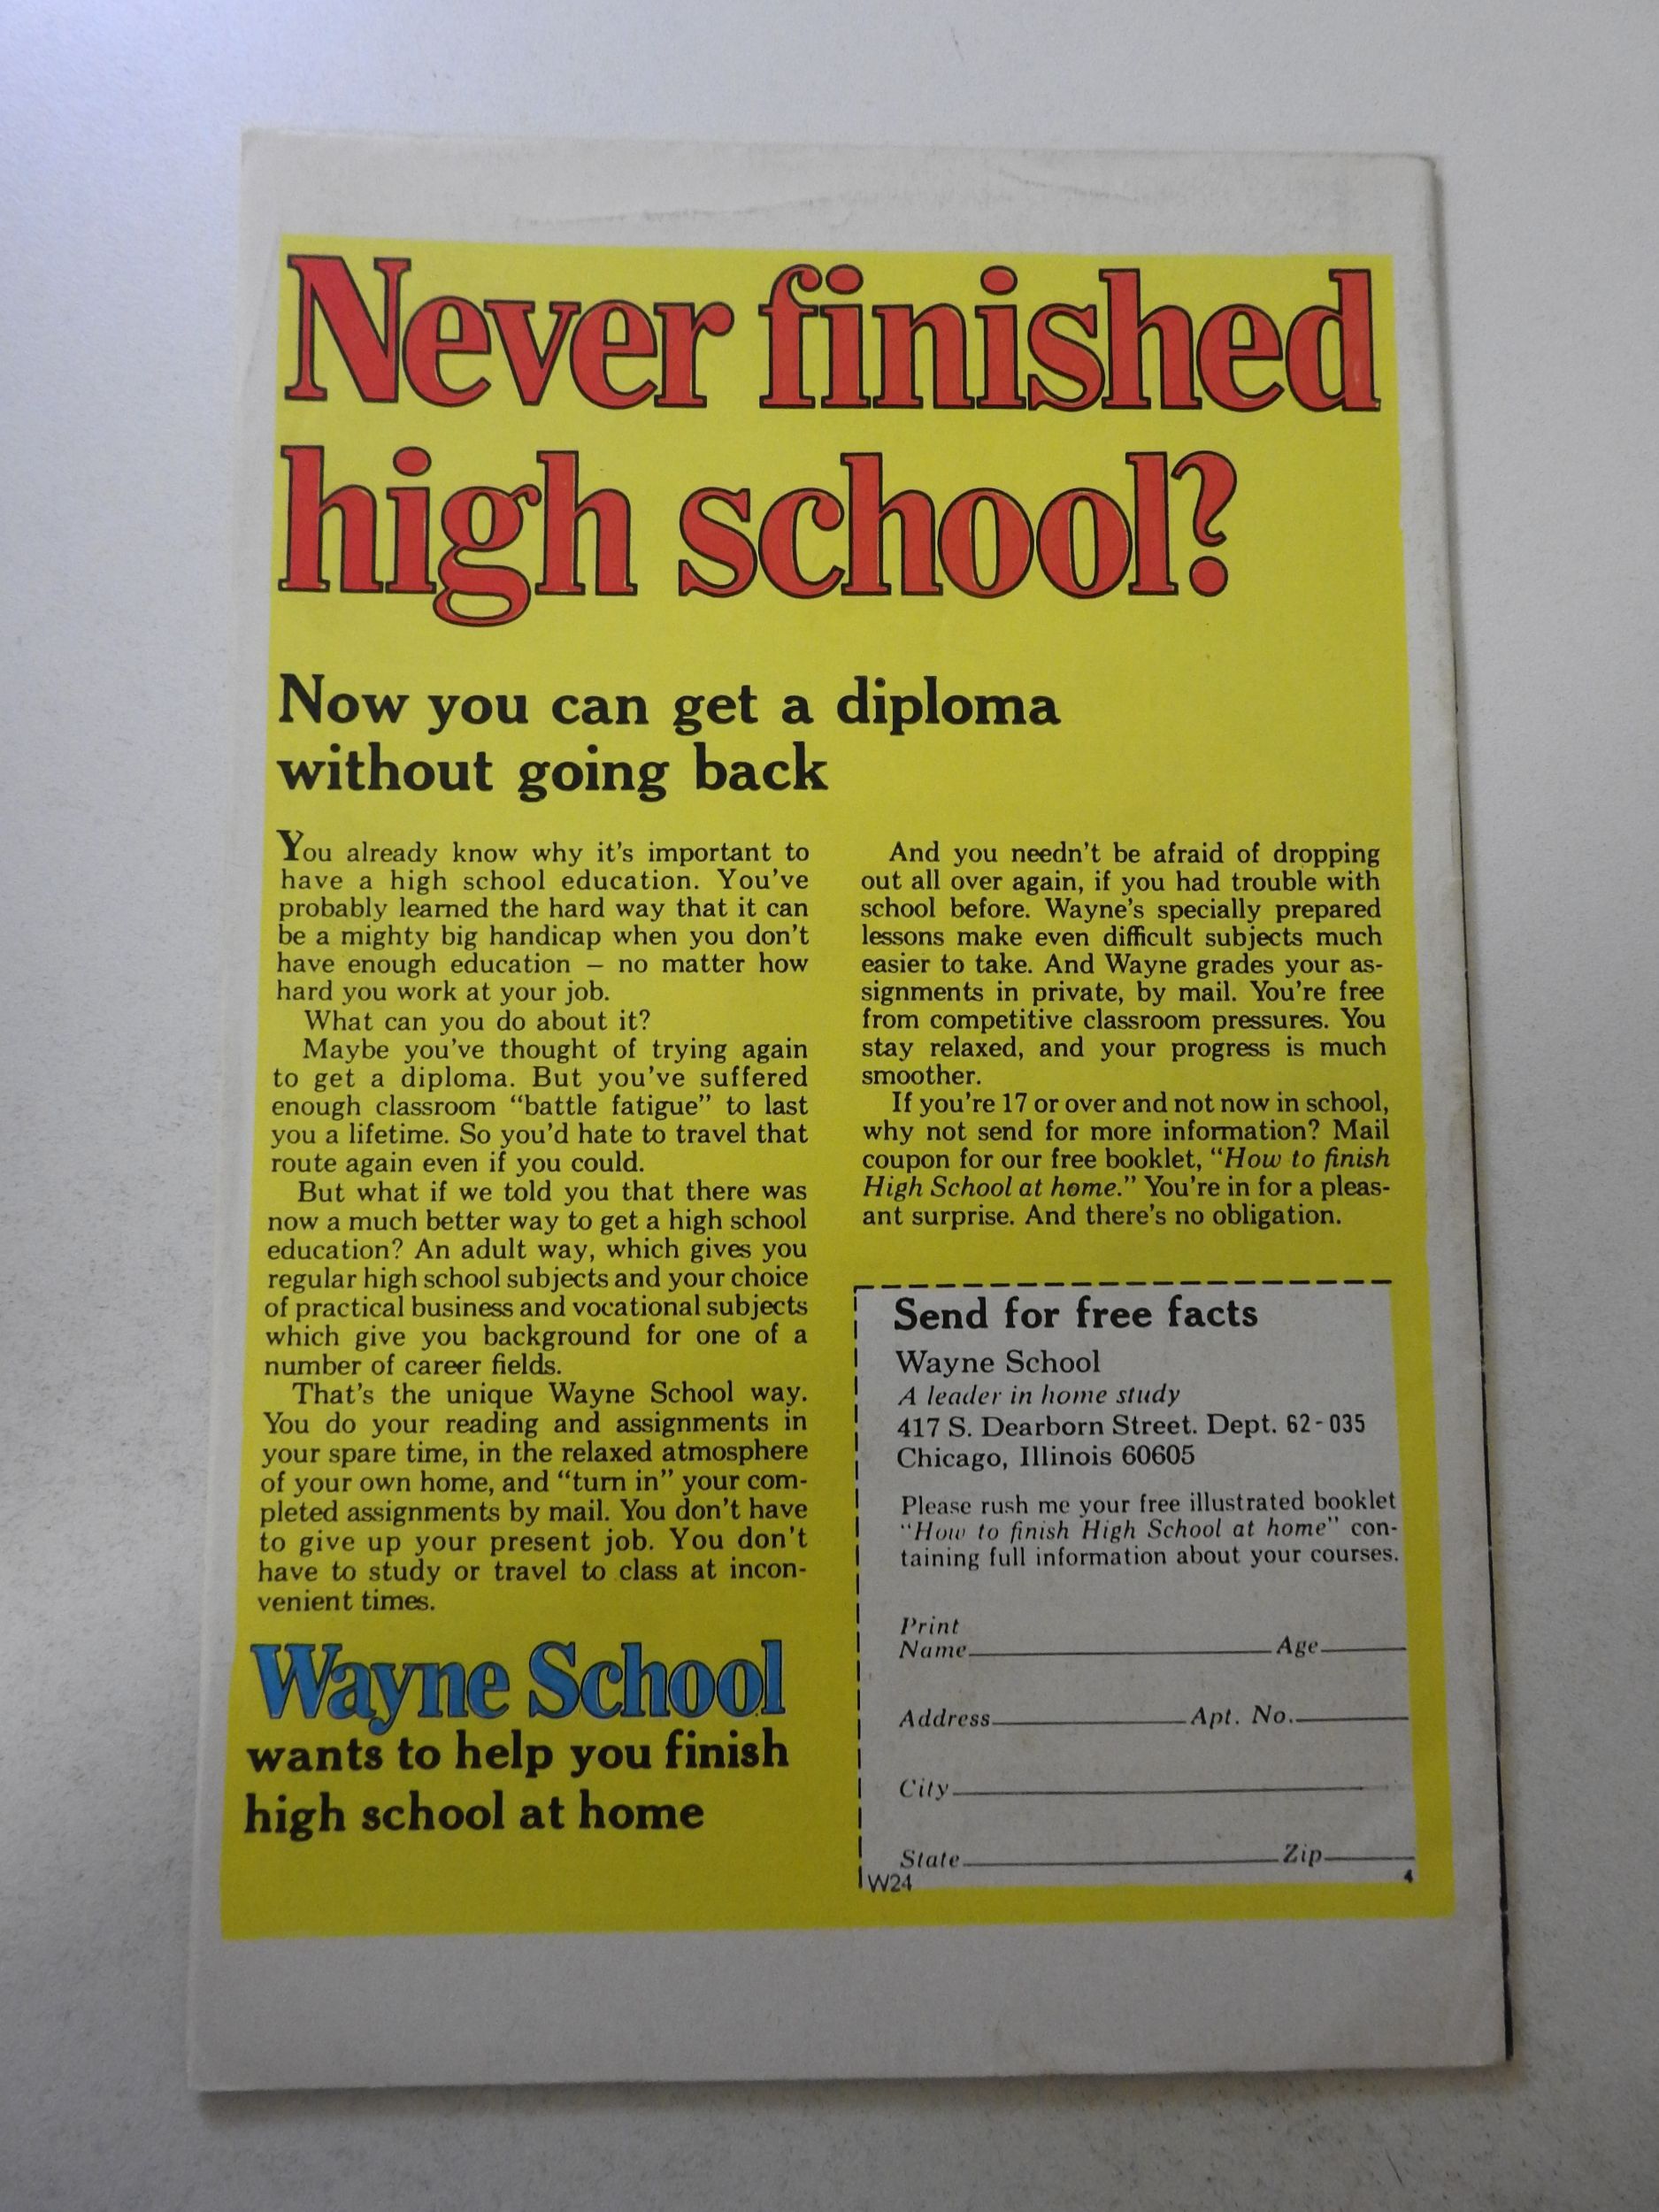 Never finished
high school?
Now you can get a diploma
without going back
You already know why it's important to
have a high school education. You've
probably learned the hard way that it can
be a mighty big handicap when you don't
have enough education – no matter how
hard you work at your job.
What can you do about it?
Maybe you've thought of trying again
to get a diploma. But you've suffered
enough classroom “battle fatigue” to last
you a lifetime. So you'd hate to travel that
route again even if you could.
But what if we told you that there was
now a much better way to get a high school
education? An adult way, which gives you
regular high school subjects and your choice
of practical business and vocational subjects
which give you background for one of a
number of career fields.
That's the unique Wayne School way.
You do your reading and assignments in
your spare time, in the relaxed atmosphere
of your own home, and “turn in” your com-
pleted assignments by mail. You don't have
to give up your present job. You don't
have to study or travel to class at incon-
venient times.
Wayne School
wants to help you finish
high school at home
And you needn't be afraid of dropping
out all over again, if you had trouble with
school before. Wayne's specially prepared
lessons make even difficult subjects much
easier to take. And Wayne grades your as-
signments in private, by mail. You're free
from competitive classroom pressures. You
stay relaxed, and your progress is much
smoother.
If you're 17 or over and not now in school,
why not send for more information? Mail
coupon for our free booklet, “How to finish
High School at home.” You're in for a pleas-
ant surprise. And there's no obligation.
Send for free facts
Wayne School
A leader in home study
417 S. Dearborn Street. Dept. 62-035
Chicago, Illinois 60605
Please rush me your free illustrated booklet
“How to finish High School at home” con-
taining full information about your courses.
Print
Name Age
Address Apt. No.
City
State Zip
W24 4